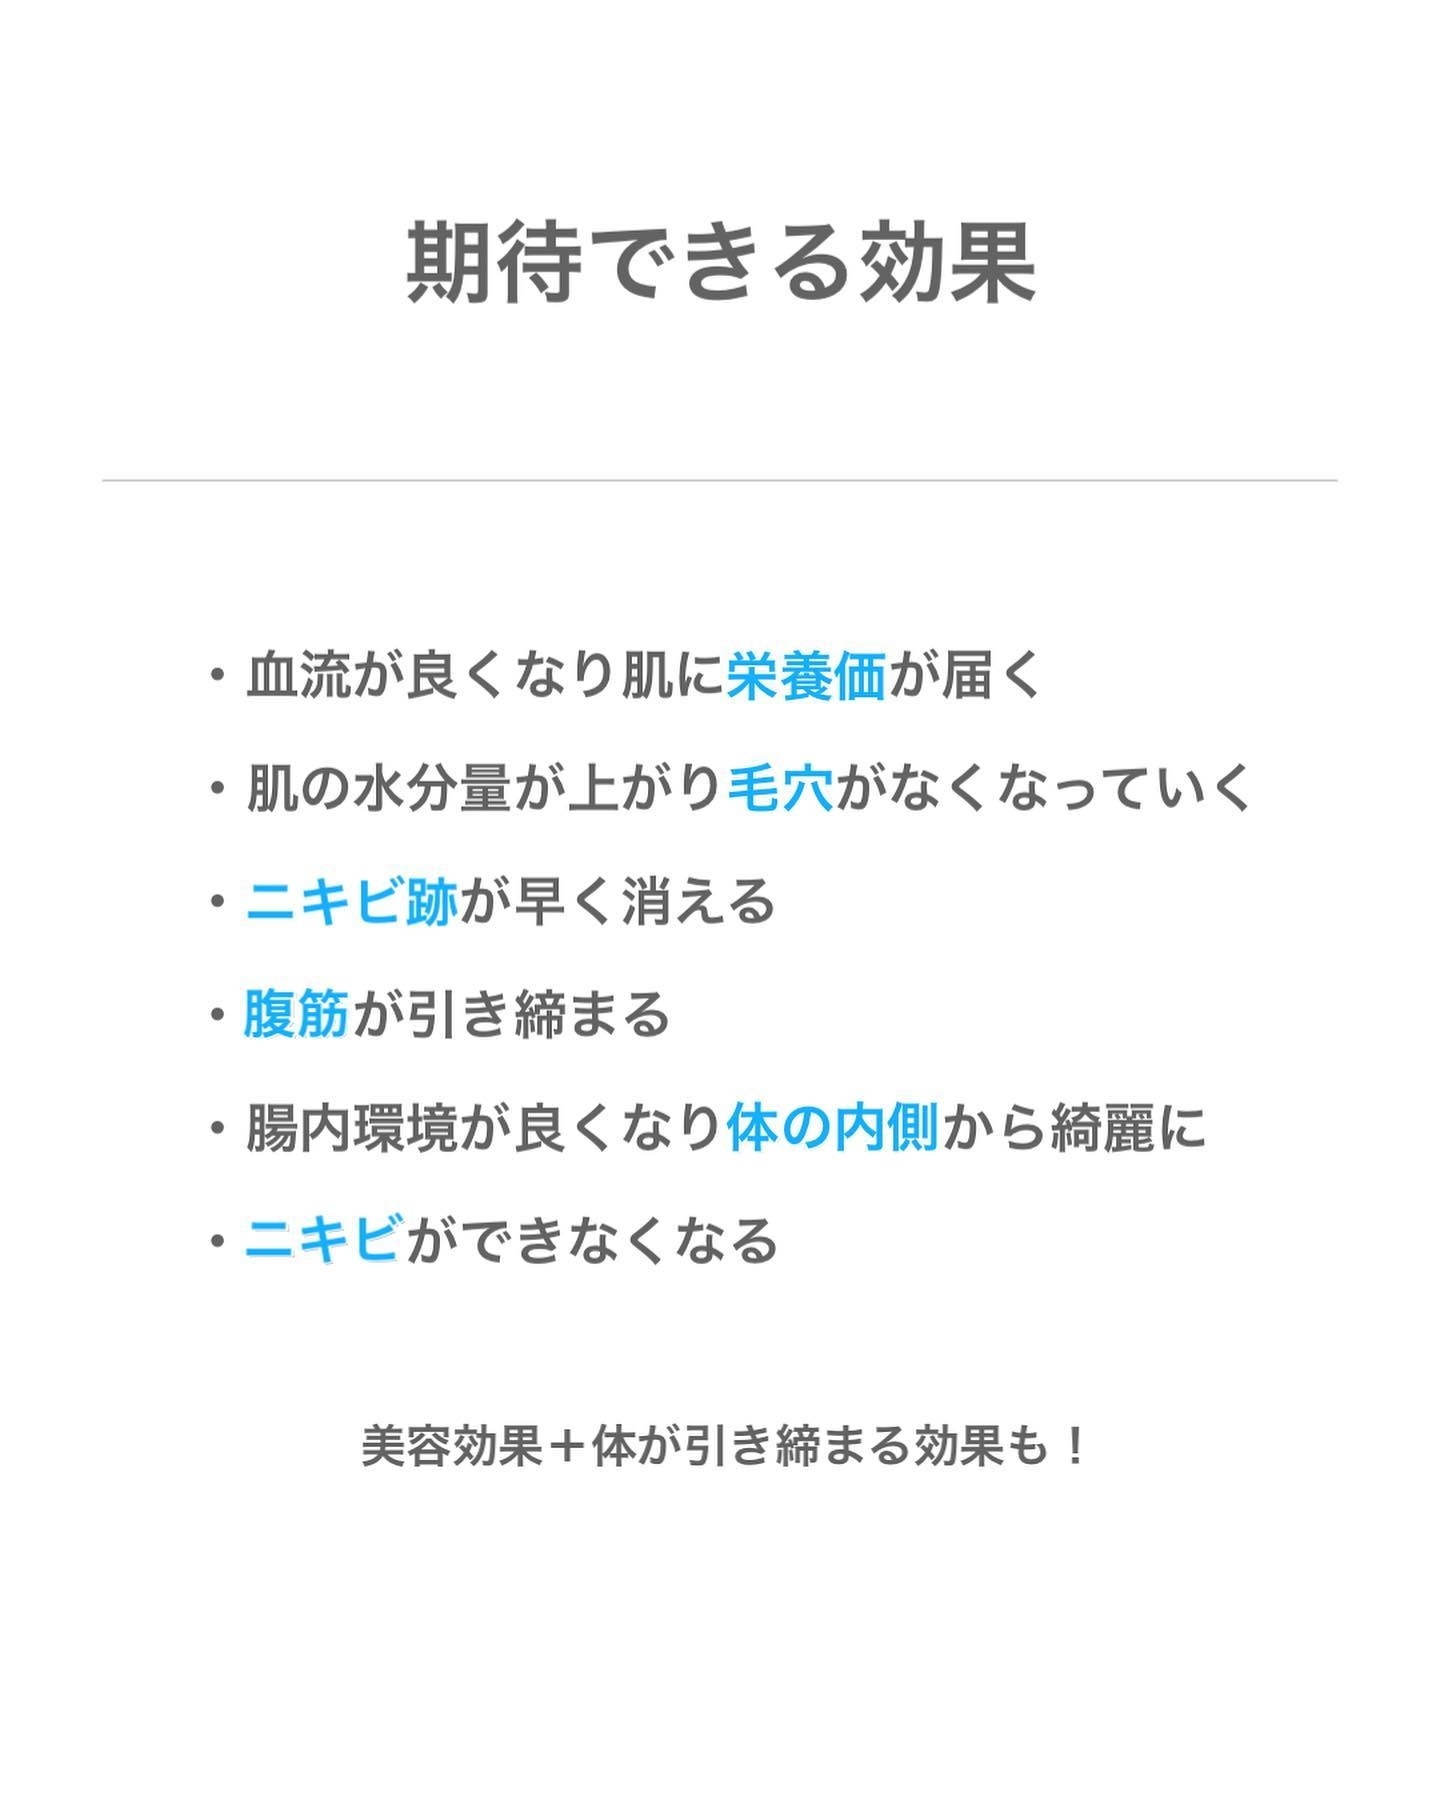 期待できる効果
・血流が良くなり肌に栄養価が届く
・肌の水分量が上がり毛穴がなくなっていく
・ニキビ跡が早く消える
・腹筋が引き締まる
・腸内環境が良くなり体の内側から綺麗に
・ニキビができなくなる
美容効果＋体が引き締まる効果も！